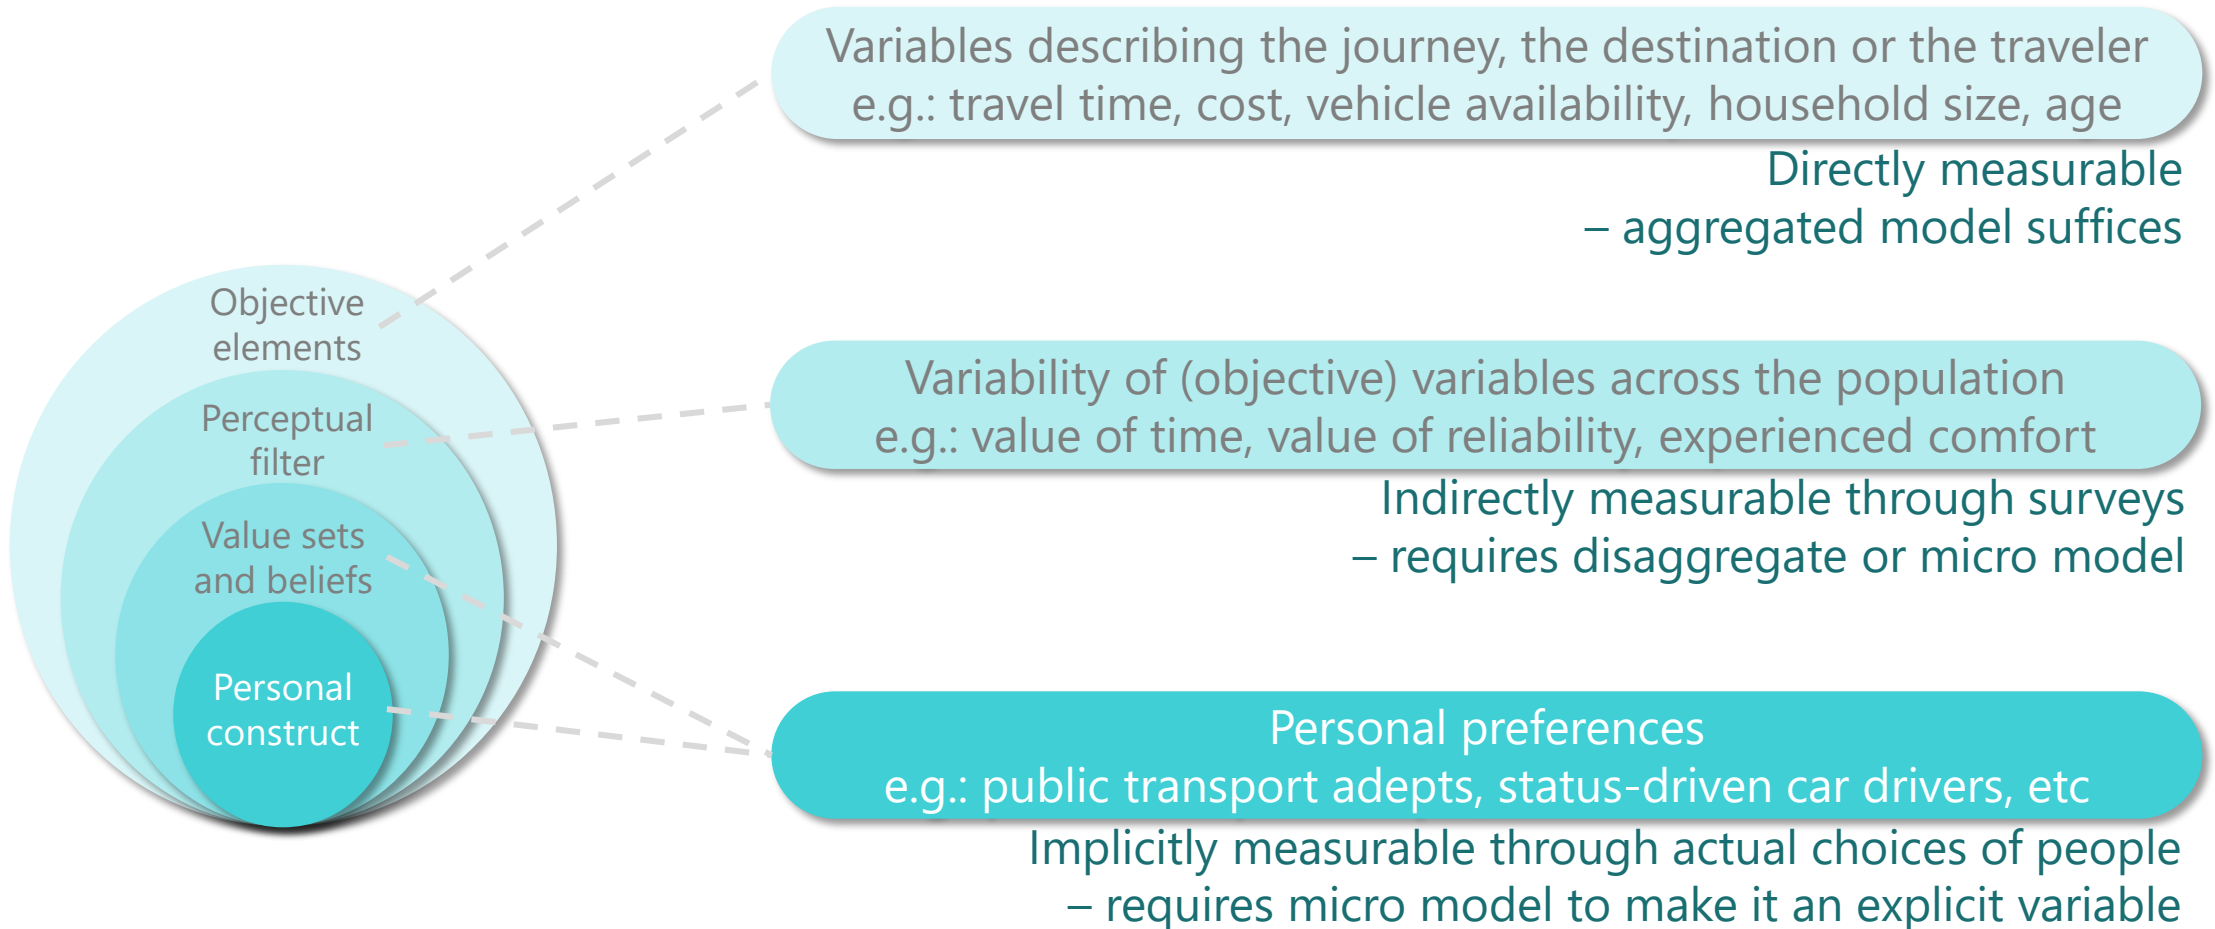 Variables describing the journey, the destination or the traveler
e.g.: travel time, cost, vehicle availability, household size, age
Directly measurable
– aggregated model suffices
Objective
elements
Perceptual
filter
Variability of (objective) variables across the population
e.g.: value of time, value of reliability, experienced comfort
Indirectly measurable through surveys
– requires disaggregate or micro model
Value sets
and beliefs
Personal
construct
Personal preferences
e.g.: public transport adepts, status-driven car drivers, etc
Implicitly measurable through actual choices of people
– requires micro model to make it an explicit variable